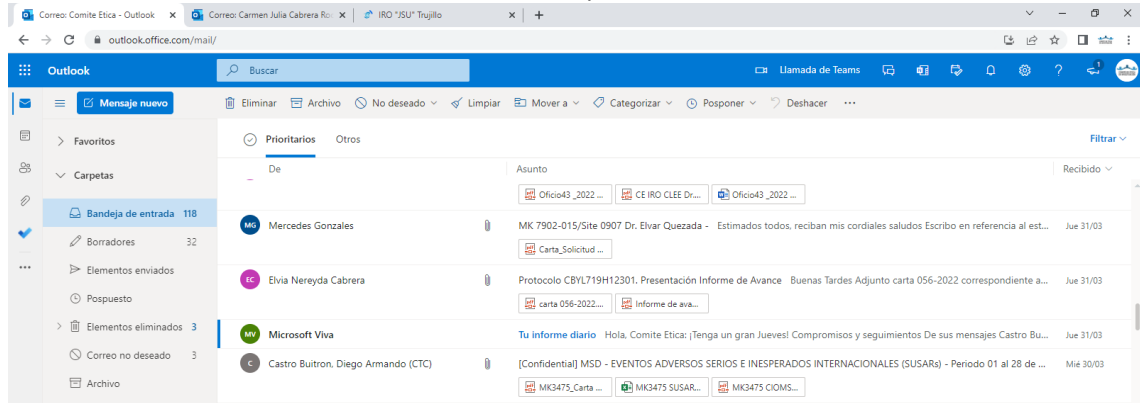 Correo: Comite Etica - Outlook
Correo: Carmen Julia Cabrera Ro
IRO "JSU" Trujillo
outlook.office.com/mail/
Outlook
Buscar
Llamada de Teams
1
Mensaje nuevo
Eliminar Archivo No deseado Limpiar Mover a Categorizar Posponer Deshacer ...
Favoritos
Prioritarios Otros
Filtrar
Carpetas
De Asunto Recibido
Oficio43 _2022 ... CE IRO CLEE Dr.... Oficio43 _2022 ...
Bandeja de entrada 118
MG Mercedes Gonzales MK 7902-015/Site 0907 Dr. Elvar Quezada - Estimados todos, reciban mis cordiales saludos Escribo en referencia al est... Jue 31/03
Borradores 32
Carta_Solicitud ...
Elementos enviados
EC Elvia Nereyda Cabrera Protocolo CBYL719H12301. Presentación Informe de Avance Buenas Tardes Adjunto carta 056-2022 correspondiente a... Jue 31/03
Pospuesto
carta 056-2022.... Informe de ava...
Elementos eliminados 3
MV Microsoft Viva Tu informe diario Hola, Comite Etica: ¡Tenga un gran Jueves! Compromisos y seguimientos De sus mensajes Castro Bu... Jue 31/03
Correo no deseado 3
C Castro Buitron, Diego Armando (CTC) [Confidential] MSD - EVENTOS ADVERSOS SERIOS E INESPERADOS INTERNACIONALES (SUSARs) - Periodo 01 al 28 de ... Mié 30/03
Archivo
MK3475_Carta ... MK3475 SUSAR... MK3475 CIOMS...